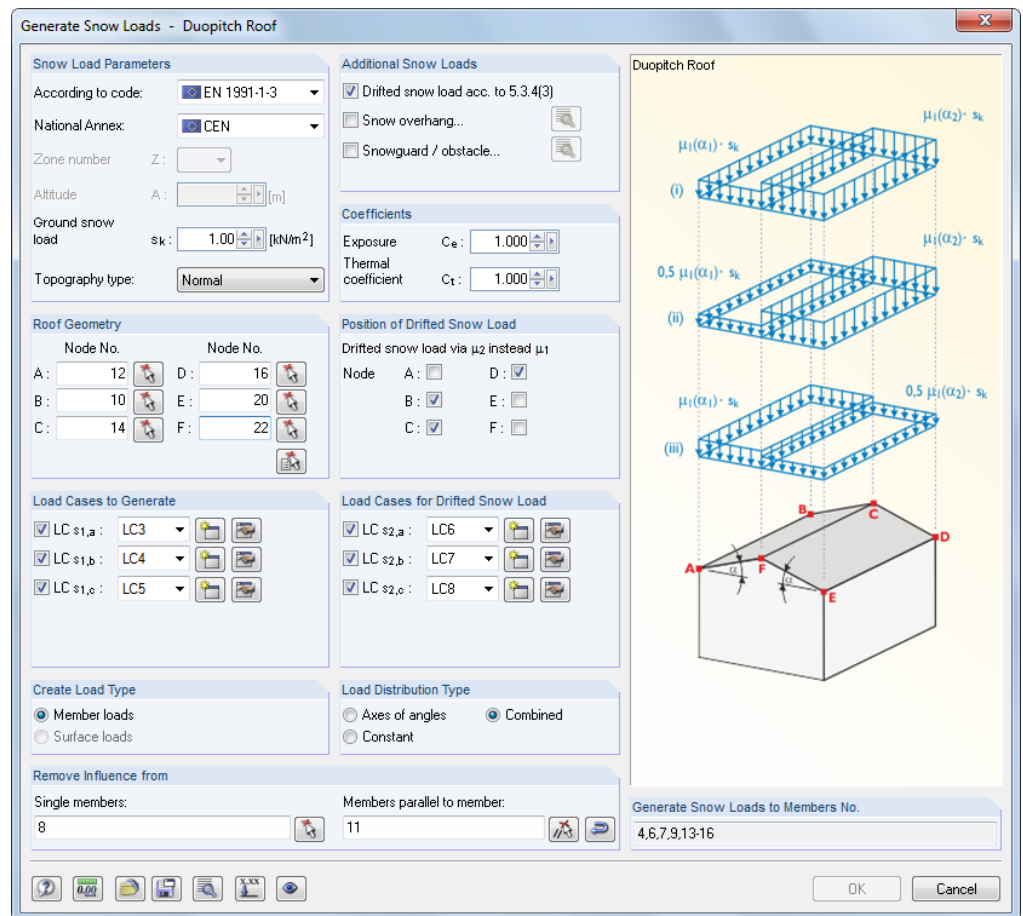 Generate Snow Loads - Duopitch Roof
Snow Load Parameters
According to code: EN 1991-1-3
National Annex: CEN
Zone number Z :
Altitude A : [m]
Ground snow
load sk : 1.00 [kN/m²]
Topography type: Normal
Additional Snow Loads
Drifted snow load acc. to 5.3.4(3)
Snow overhang...
Snowguard / obstacle...
Coefficients
Exposure Ce : 1.000
Thermal
coefficient Ct : 1.000
Roof Geometry
Node No. Node No.
A : 12 D : 16
B : 10 E : 20
C : 14 F : 22
Position of Drifted Snow Load
Drifted snow load via μ2 instead μ1
Node A : D :
B : E :
C : F :
Load Cases to Generate
LC s1,a : LC3
LC s1,b : LC4
LC s1,c : LC5
Load Cases for Drifted Snow Load
LC s2,a : LC6
LC s2,b : LC7
LC s2,c : LC8
Create Load Type
Member loads
Surface loads
Load Distribution Type
Axes of angles Combined
Constant
Remove Influence from
Single members: Members parallel to member:
8 11
Duopitch Roof
μ1(α2)· sk
μ1(α1)· sk
(i)
μ1(α2)· sk
0,5 μ1(α1)· sk
(ii)
0,5 μ1(α2)· sk
μ1(α1)· sk
(iii)
B C
D
A F
α α
E
Generate Snow Loads to Members No.
4,6,7,9,13-16
0.00 x.xx
OK Cancel